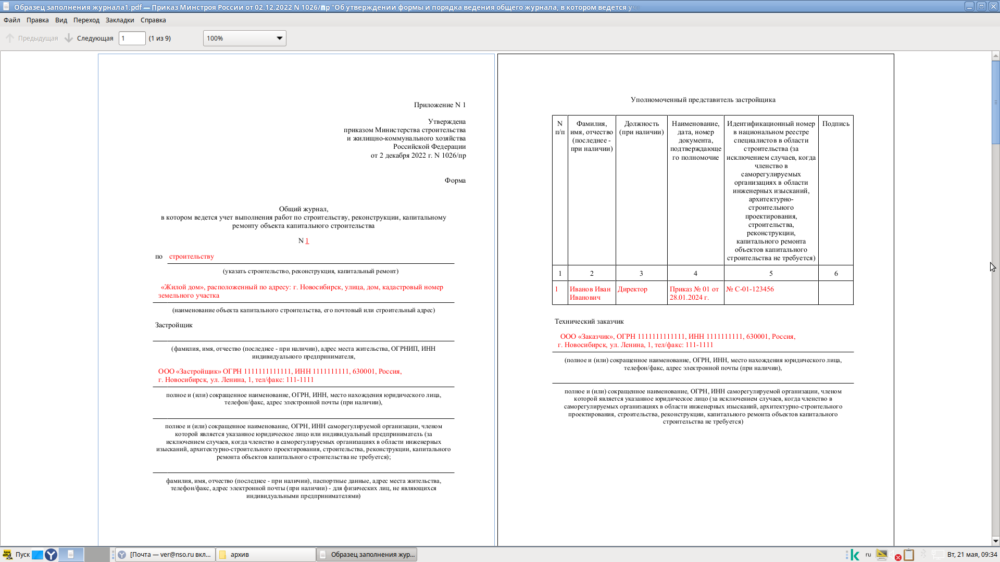 Образец заполнения журнала1.pdf — Приказ Минстроя России от 02.12.2022 N 1026/пр "Об утверждении формы и порядка ведения общего журнала, в котором ведется
Файл Правка Вид Переход Закладки Справка
Предыдущая Следующая 1 (1 из 9) 100%
Приложение N 1
Утверждена
приказом Министерства строительства
и жилищно-коммунального хозяйства
Российской Федерации
от 2 декабря 2022 г. N 1026/пр
Форма
Общий журнал,
в котором ведется учет выполнения работ по строительству, реконструкции, капитальному
ремонту объекта капитального строительства
N 1
по строительству
(указать строительство, реконструкция, капитальный ремонт)
«Жилой дом», расположенный по адресу: г. Новосибирск, улица, дом, кадастровый номер
земельного участка
(наименование объекта капитального строительства, его почтовый или строительный адрес)
Застройщик
(фамилия, имя, отчество (последнее - при наличии), адрес места жительства, ОГРНИП, ИНН
индивидуального предпринимателя,
ООО «Застройщик» ОГРН 1111111111111, ИНН 1111111111, 630001, Россия,
г. Новосибирск, ул. Ленина, 1, тел/факс: 111-1111
полное и (или) сокращенное наименование, ОГРН, ИНН, место нахождения юридического лица,
телефон/факс, адрес электронной почты (при наличии),
полное и (или) сокращенное наименование, ОГРН, ИНН саморегулируемой организации, членом
которой является указанное юридическое лицо или индивидуальный предприниматель (за
исключением случаев, когда членство в саморегулируемых организациях в области инженерных
изысканий, архитектурно-строительного проектирования, строительства, реконструкции, капитального
ремонта объектов капитального строительства не требуется);
фамилия, имя, отчество (последнее - при наличии), паспортные данные, адрес места жительства,
телефон/факс, адрес электронной почты (при наличии) - для физических лиц, не являющихся
индивидуальными предпринимателями)
Уполномоченный представитель застройщика
N
п/п
Фамилия,
имя, отчество
(последнее -
при наличии)
Должность
(при наличии)
Наименование,
дата, номер
документа,
подтверждающе
го полномочие
Идентификационный номер
в национальном реестре
специалистов в области
строительства (за
исключением случаев, когда
членство в
саморегулируемых
организациях в области
инженерных изысканий,
архитектурно-
строительного
проектирования,
строительства,
реконструкции,
капитального ремонта
объектов капитального
строительства не требуется)
Подпись
1 2 3 4 5 6
1
Иванов Иван
Иванович
Директор
Приказ № 01 от
28.01.2024 г.
№ С-01-123456
Технический заказчик
ООО «Заказчик», ОГРН 1111111111111, ИНН 1111111111, 630001, Россия,
г. Новосибирск, ул. Ленина, 1, тел/факс: 111-1111
(полное и (или) сокращенное наименование, ОГРН, ИНН, место нахождения юридического лица,
телефон/факс, адрес электронной почты (при наличии),
полное и (или) сокращенное наименование, ОГРН, ИНН саморегулируемой организации, членом
которой является указанное юридическое лицо (за исключением случаев, когда членство в
саморегулируемых организациях в области инженерных изысканий, архитектурно-строительного
проектирования, строительства, реконструкции, капитального ремонта объектов капитального
строительства не требуется)
Пуск [Почта — ver@nso.ru вкл... архив Образец заполнения жур... ru Вт, 21 мая, 09:34